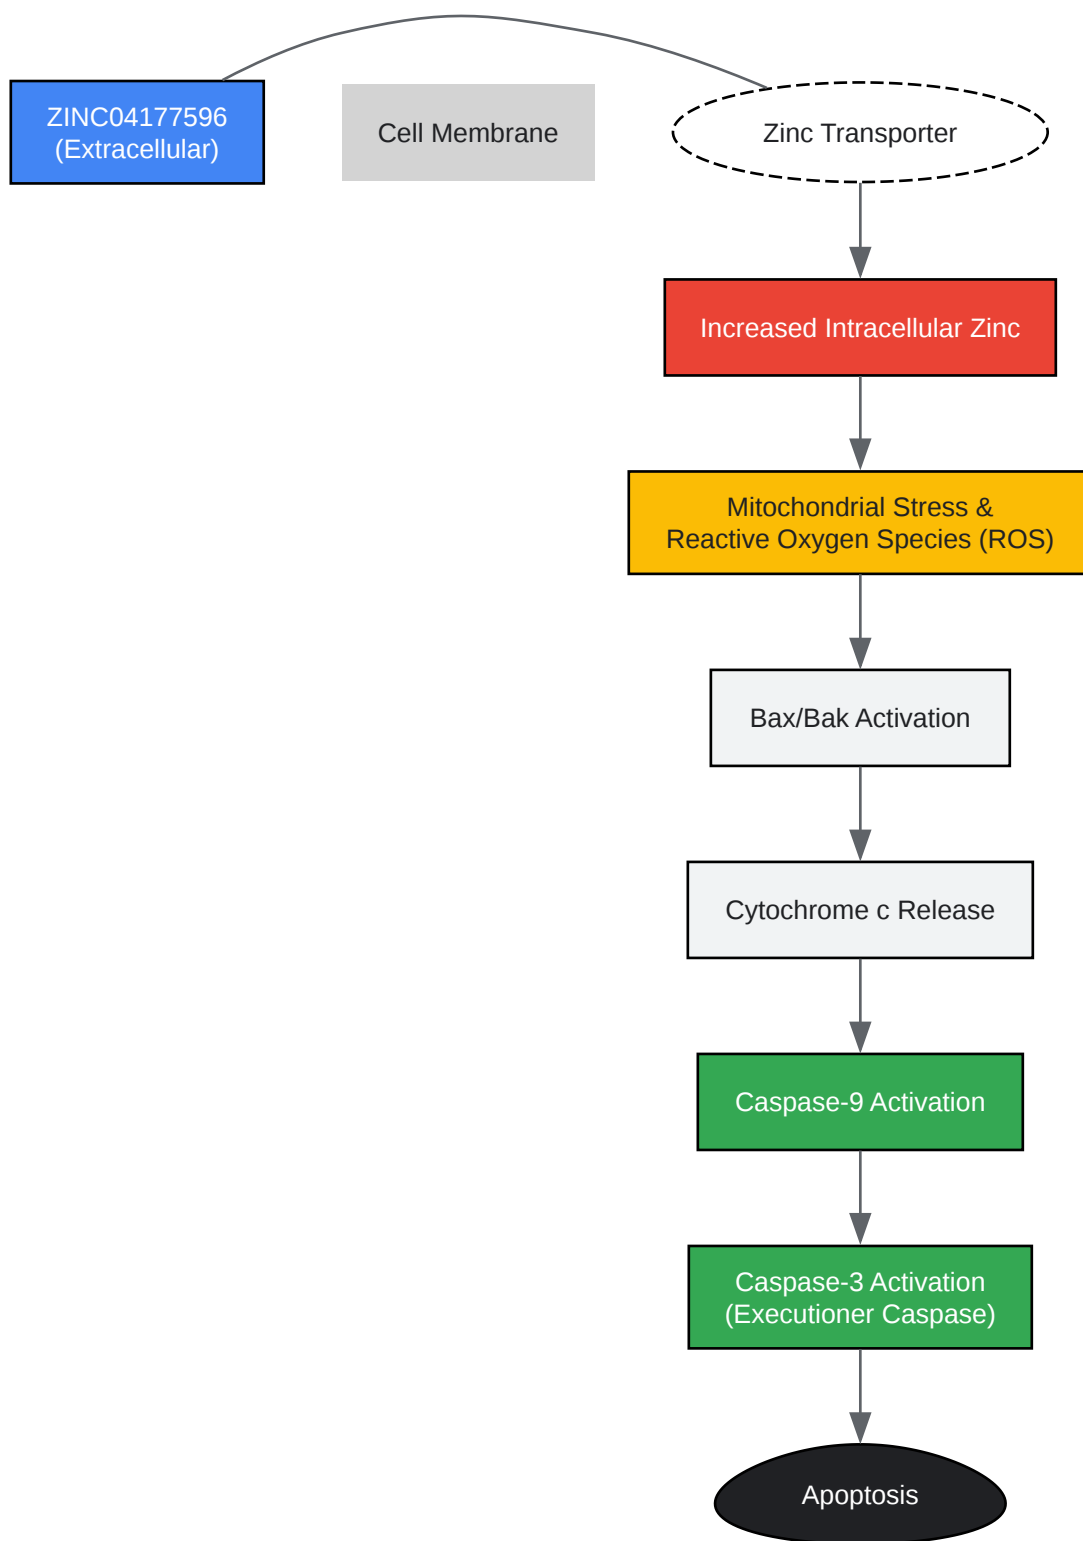 ZINC04177596
(Extracellular)
Cell Membrane
Zinc Transporter
Increased Intracellular Zinc
Mitochondrial Stress &
Reactive Oxygen Species (ROS)
Bax/Bak Activation
Cytochrome c Release
Caspase-9 Activation
Caspase-3 Activation
(Executioner Caspase)
Apoptosis